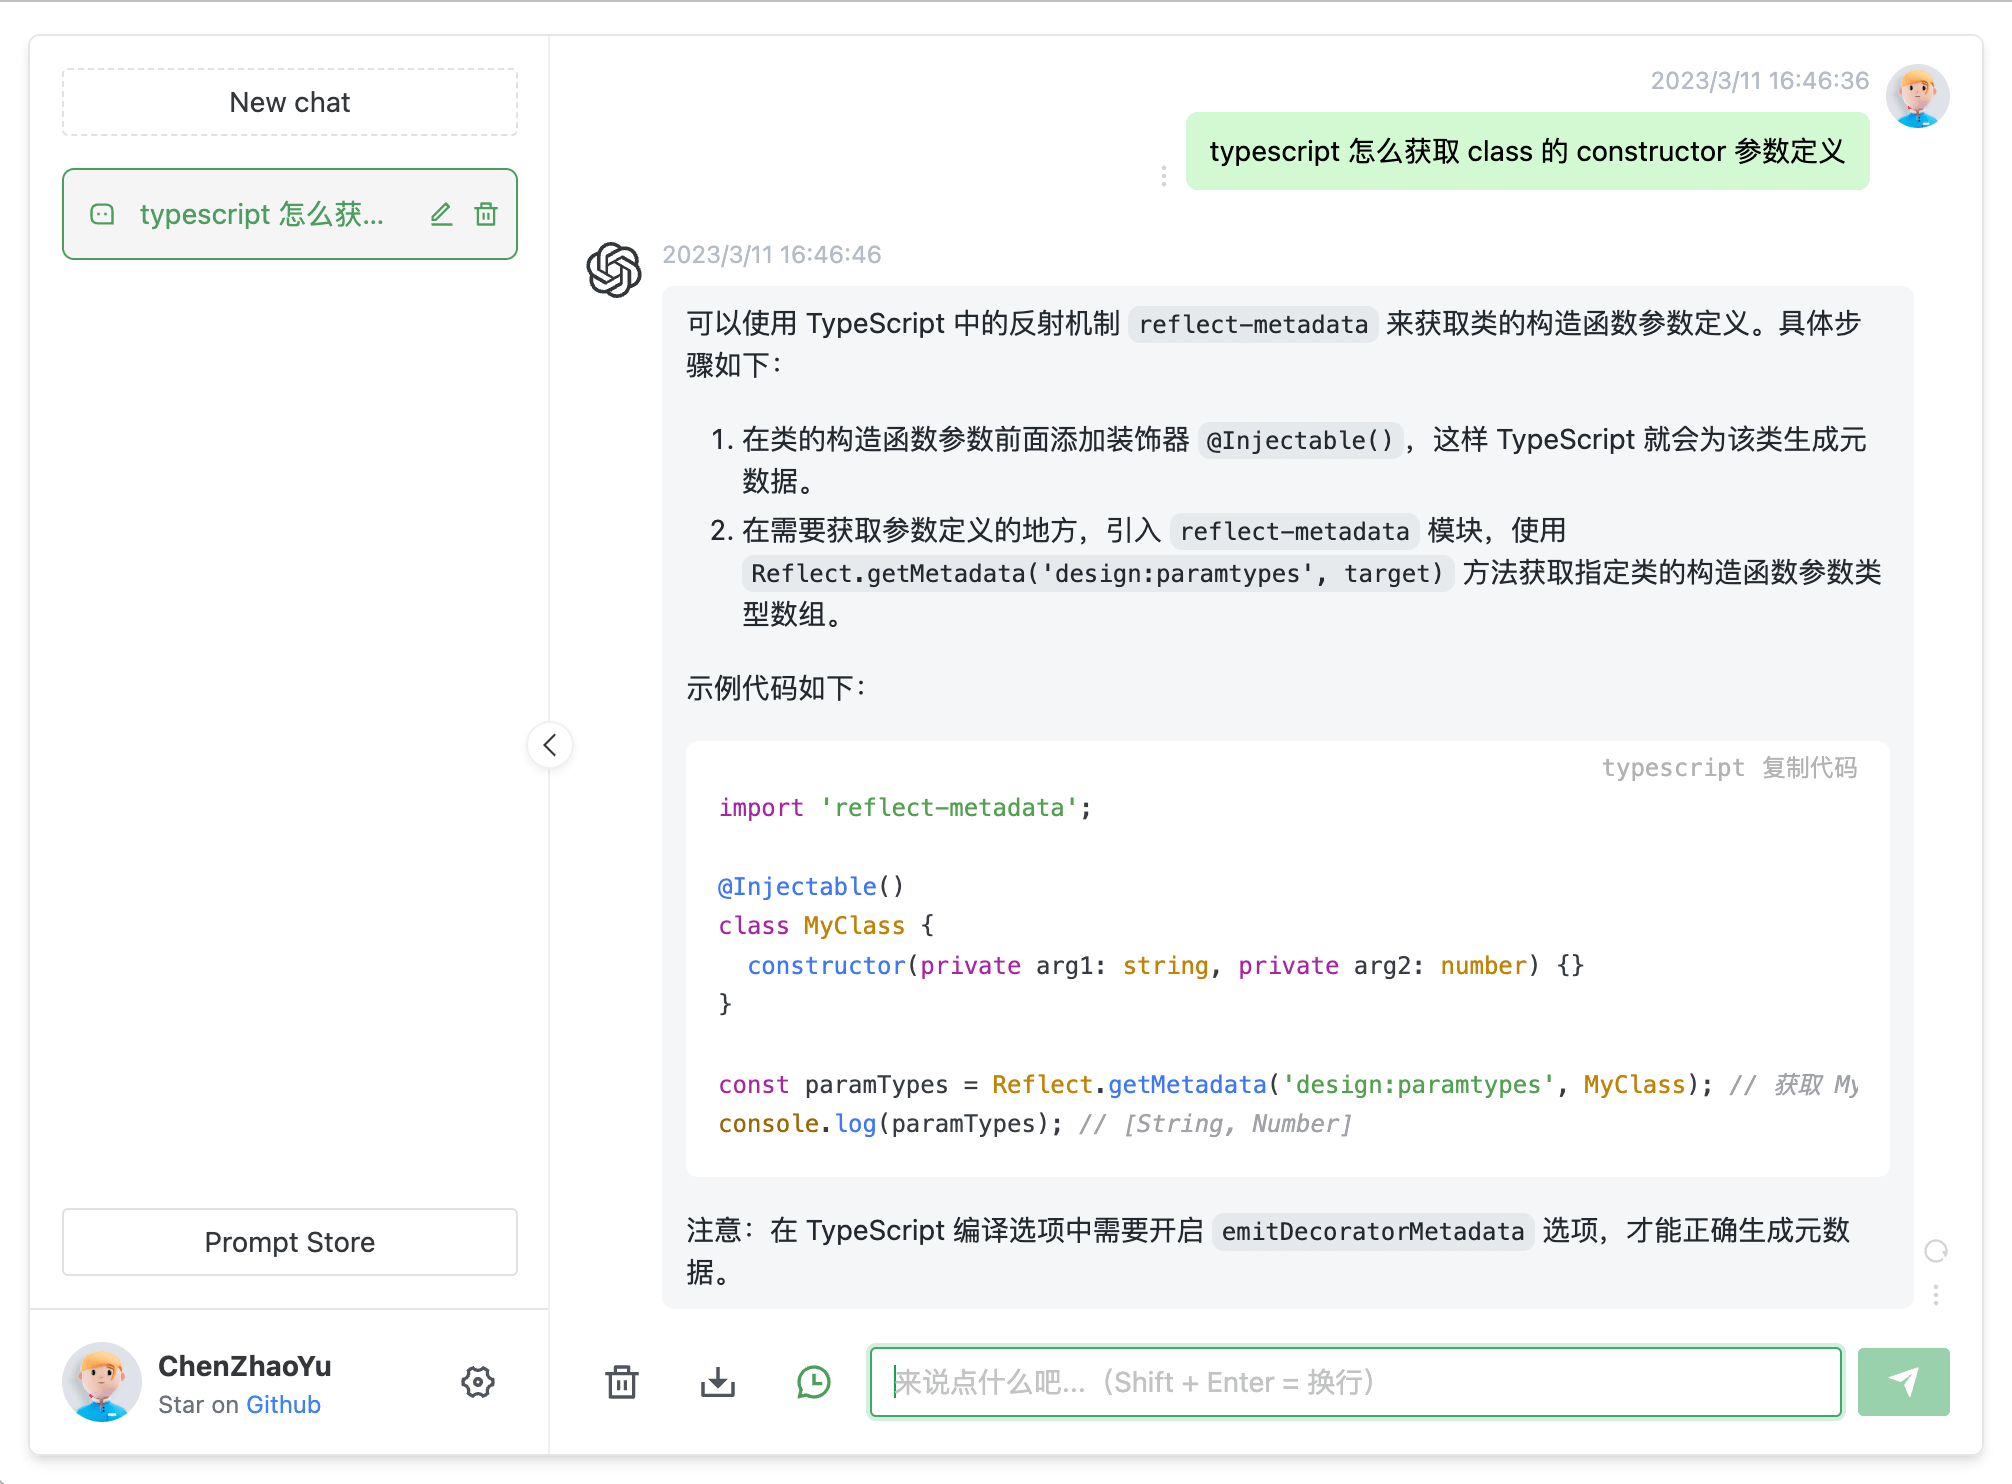 New chat
typescript 怎么获...
Prompt Store
ChenZhaoYu
Star on Github
2023/3/11 16:46:36
typescript 怎么获取 class 的 constructor 参数定义
2023/3/11 16:46:46
可以使用 TypeScript 中的反射机制 reflect-metadata 来获取类的构造函数参数定义。具体步
骤如下：
1. 在类的构造函数参数前面添加装饰器 @Injectable()，这样 TypeScript 就会为该类生成元
数据。
2. 在需要获取参数定义的地方，引入 reflect-metadata 模块，使用
Reflect.getMetadata('design:paramtypes', target) 方法获取指定类的构造函数参数类
型数组。
示例代码如下：
typescript 复制代码
import 'reflect-metadata';
@Injectable()
class MyClass {
  constructor(private arg1: string, private arg2: number) {}
}
const paramTypes = Reflect.getMetadata('design:paramtypes', MyClass); // 获取 My
console.log(paramTypes); // [String, Number]
注意：在 TypeScript 编译选项中需要开启 emitDecoratorMetadata 选项，才能正确生成元数
据。
来说点什么吧...（Shift + Enter = 换行）